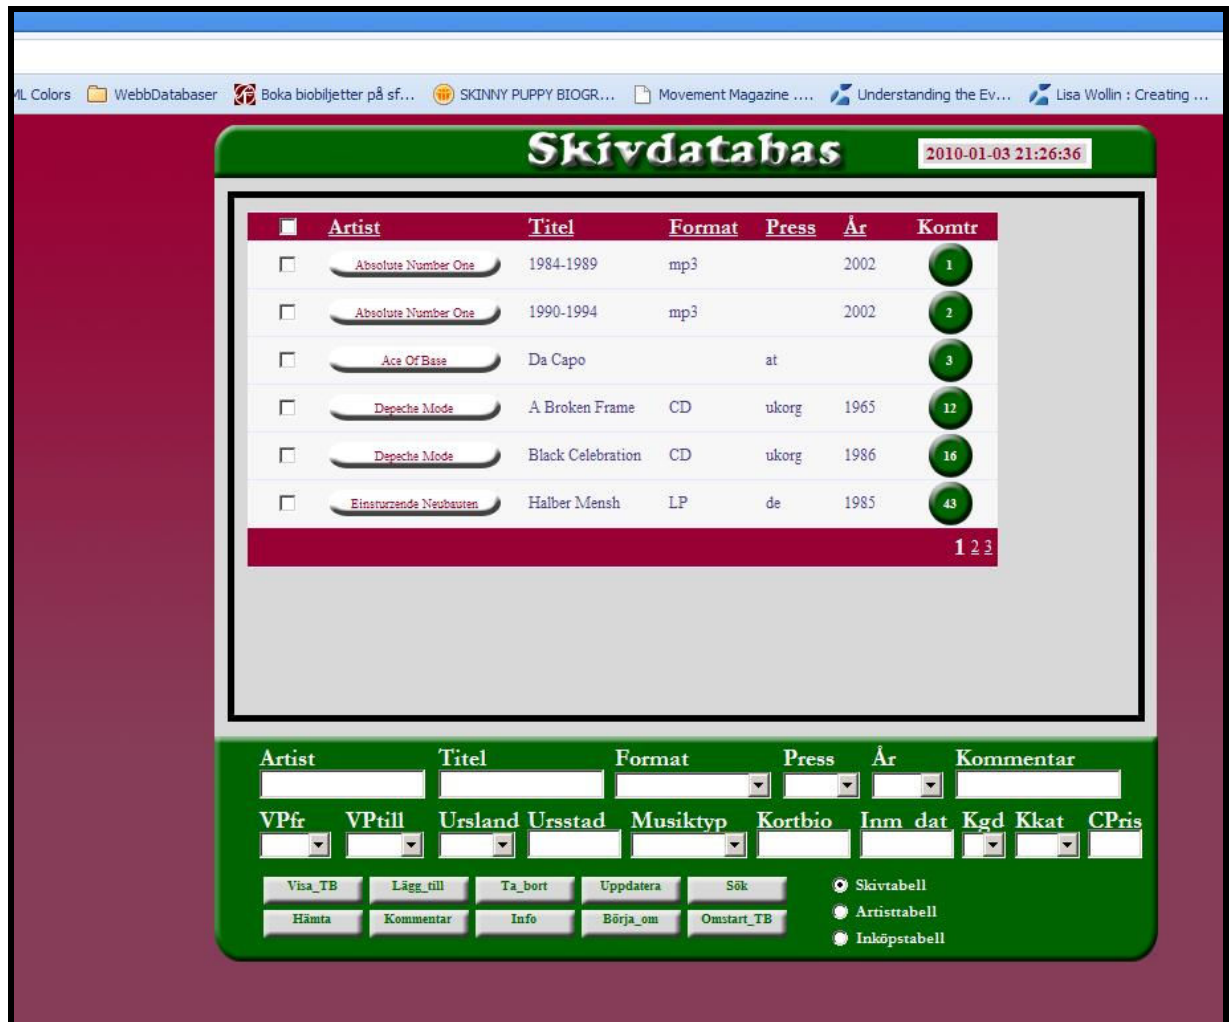 ML Colors WebbDatabaser Boka biobiljetter på sf... SKINNY PUPPY BIOGR... Movement Magazine .... Understanding the Ev... Lisa Wollin : Creating ...
Skivdatabas 2010-01-03 21:26:36
Artist Titel Format Press År Komtr
Absolute Number One 1984-1989 mp3 2002 1
Absolute Number One 1990-1994 mp3 2002 2
Ace Of Base Da Capo at 3
Depeche Mode A Broken Frame CD ukorg 1965 12
Depeche Mode Black Celebration CD ukorg 1986 16
Einsturzende Neubauten Halber Mensh LP de 1985 43
1 2 3
Artist Titel Format Press År Kommentar
VPfr VPtill Ursland Ursstad Musiktyp Kortbio Inm_dat Kgd Kkat CPris
Visa_TB Lägg_till Ta_bort Uppdatera Sök Skivtabell
Hämta Kommentar Info Börja_om Omstart_TB Artisttabell
Inköpstabell